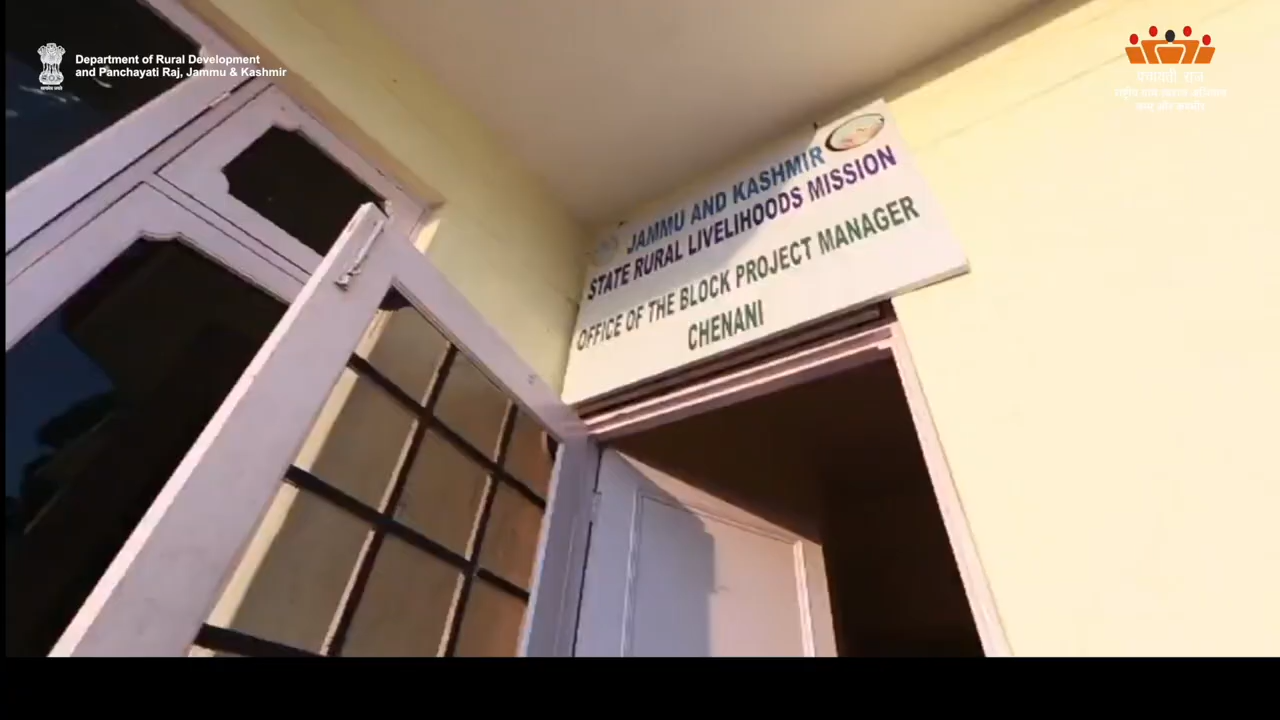 Department of Rural Development
and Panchayati Raj, Jammu & Kashmir
पंचायती राज
JAMMU AND KASHMIR
STATE RURAL LIVELIHOODS MISSION
OFFICE OF THE BLOCK PROJECT MANAGER
CHENANI